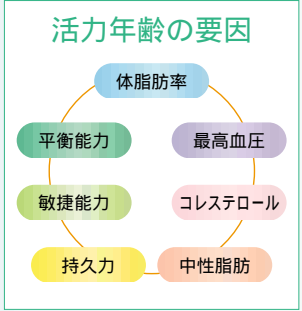 活力年齢の要因
体脂肪率
平衡能力
最高血圧
敏捷能力
コレステロール
持久力
中性脂肪